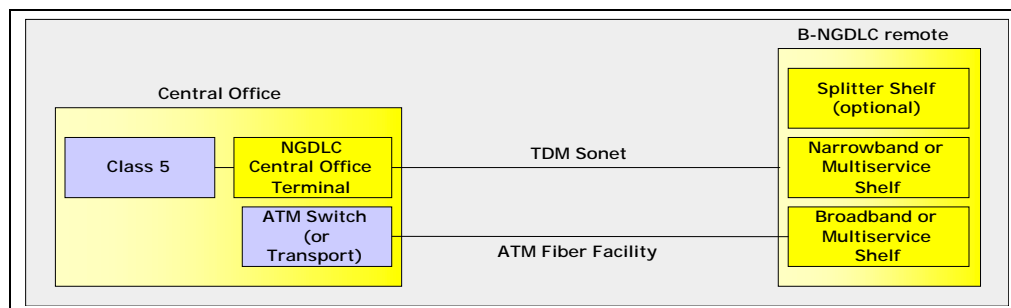 B-NGDLC remote
Central Office
Splitter Shelf
(optional)
Class 5
NGDLC
Central Office
Terminal
TDM Sonet
Narrowband or
Multiservice
Shelf
ATM Switch
(or
Transport)
ATM Fiber Facility
Broadband or
Multiservice
Shelf